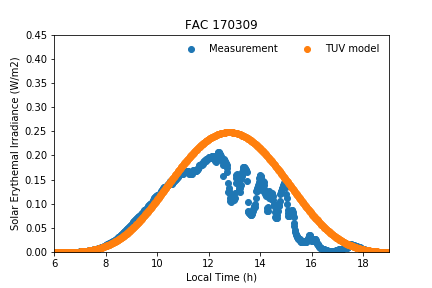 FAC 170309
Measurement
TUV model
Solar Erythemal Irradiance (W/m2)
0.45
0.40
0.35
0.30
0.25
0.20
0.15
0.10
0.05
0.00
6 8 10 12 14 16 18
Local Time (h)